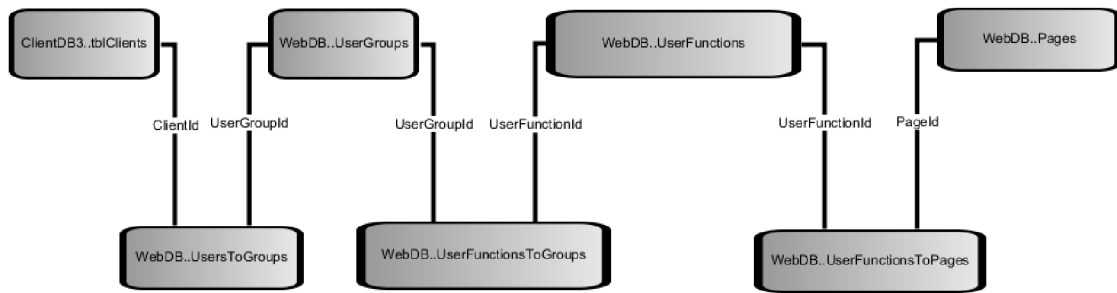 ClientDB3..tblClients
WebDB..UserGroups
WebDB..UserFunctions
WebDB..Pages
ClientId
UserGroupId
UserGroupId
UserFunctionId
UserFunctionId
PageId
WebDB..UsersToGroups
WebDB..UserFunctionsToGroups
WebDB..UserFunctionsToPages